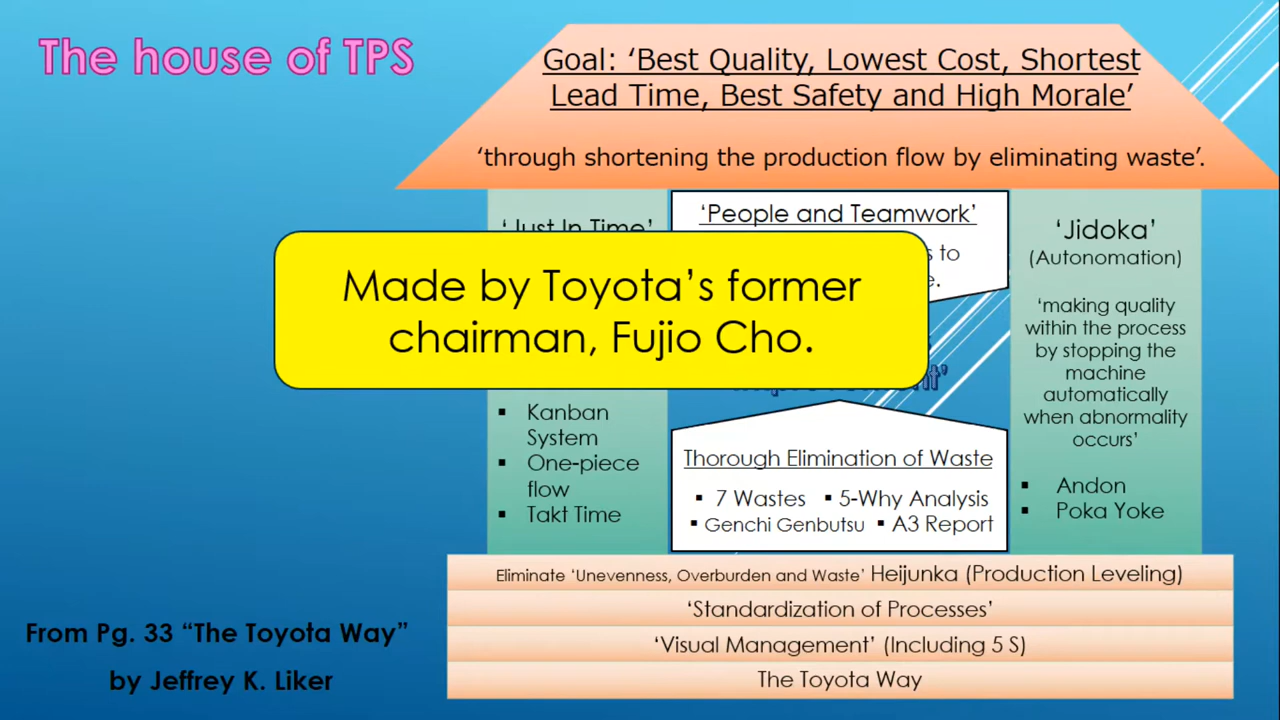 The house of TPS
Goal: ‘Best Quality, Lowest Cost, Shortest
Lead Time, Best Safety and High Morale’
‘through shortening the production flow by eliminating waste’.
‘Just In Time’
‘People and Teamwork’
s to
e.
‘Jidoka’
(Autonomation)
‘making quality
within the process
by stopping the
machine
automatically
when abnormality
occurs’
▪ Andon
▪ Poka Yoke
Made by Toyota’s former
chairman, Fujio Cho.
▪ Kanban
System
▪ One-piece
flow
▪ Takt Time
Thorough Elimination of Waste
▪ 7 Wastes ▪ 5-Why Analysis
▪ Genchi Genbutsu ▪ A3 Report
Eliminate ‘Unevenness, Overburden and Waste’ Heijunka (Production Leveling)
‘Standardization of Processes’
‘Visual Management’ (Including 5 S)
The Toyota Way
From Pg. 33 “The Toyota Way”
by Jeffrey K. Liker